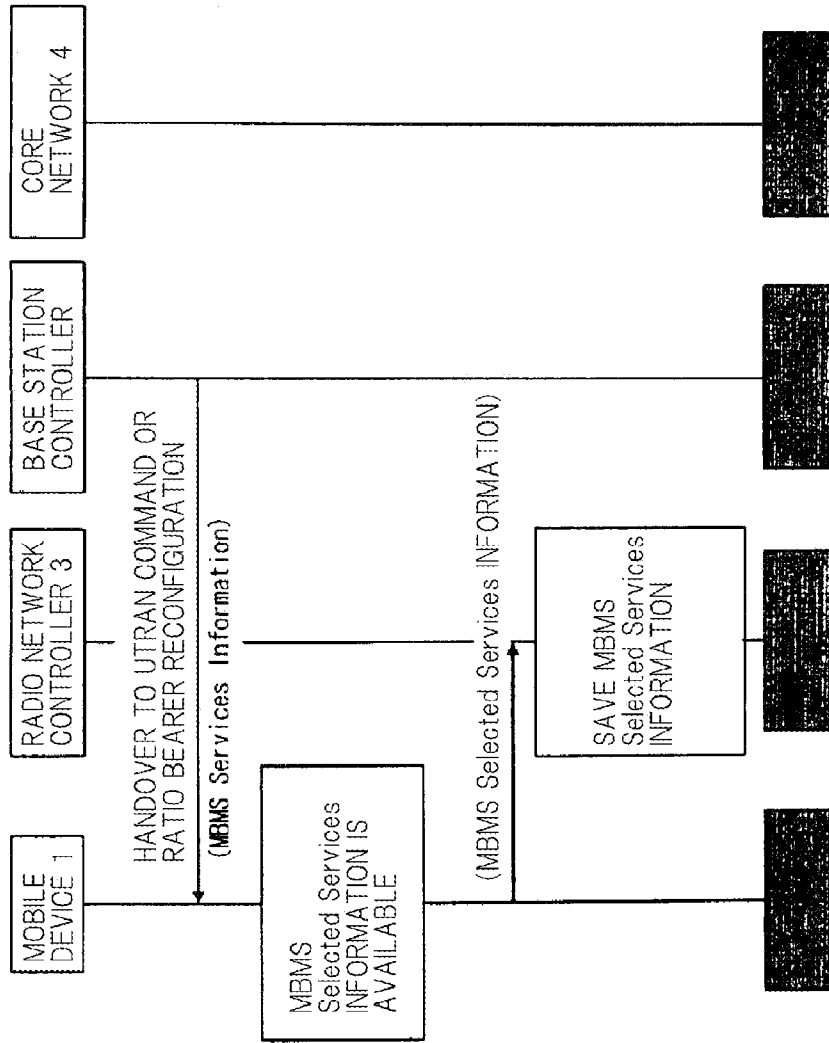 MOBILE
DEVICE 1
RADIO NETWORK
CONTROLLER 3
BASE STATION
CONTROLLER
CORE
NETWORK 4
HANDOVER TO UTRAN COMMAND OR
RATIO BEARER RECONFIGURATION
(MBMS Services Information)
MBMS
Selected Services
INFORMATION IS
AVAILABLE
(MBMS Selected Services INFORMATION)
SAVE MBMS
Selected Services
INFORMATION